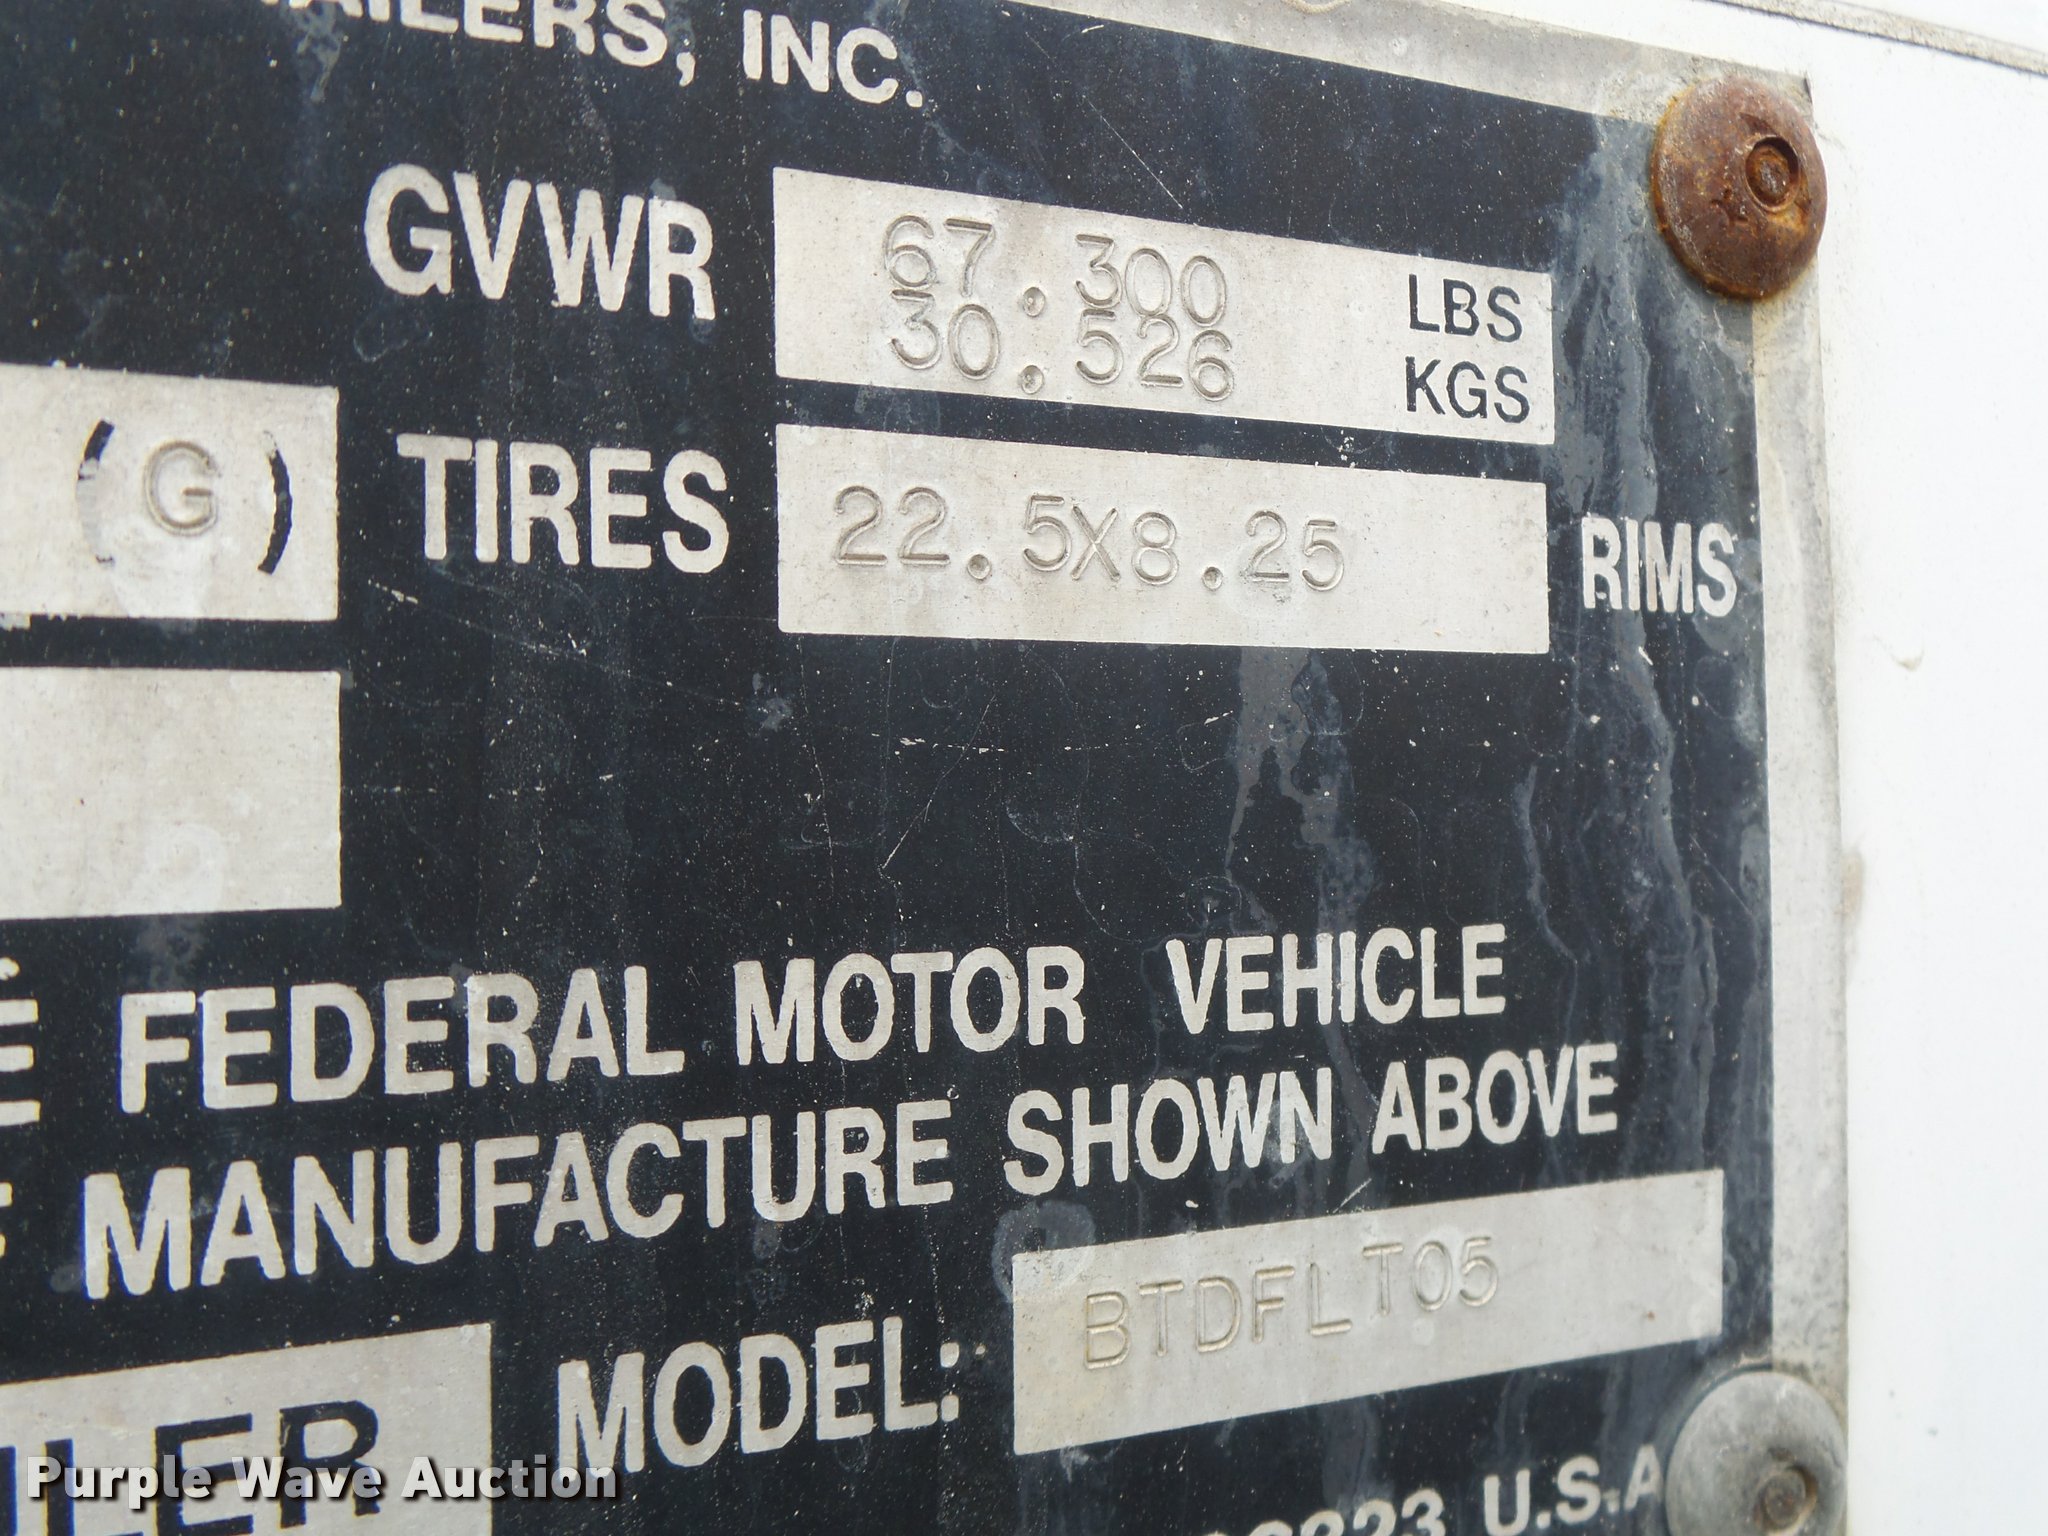 INC.
GVWR 67.300 LBS
30.526 KGS
(G) TIRES 22.5X8.25 RIMS
FEDERAL MOTOR VEHICLE
MANUFACTURE SHOWN ABOVE
MODEL: BTDFLT05
U.S.A
Purple Wave Auction